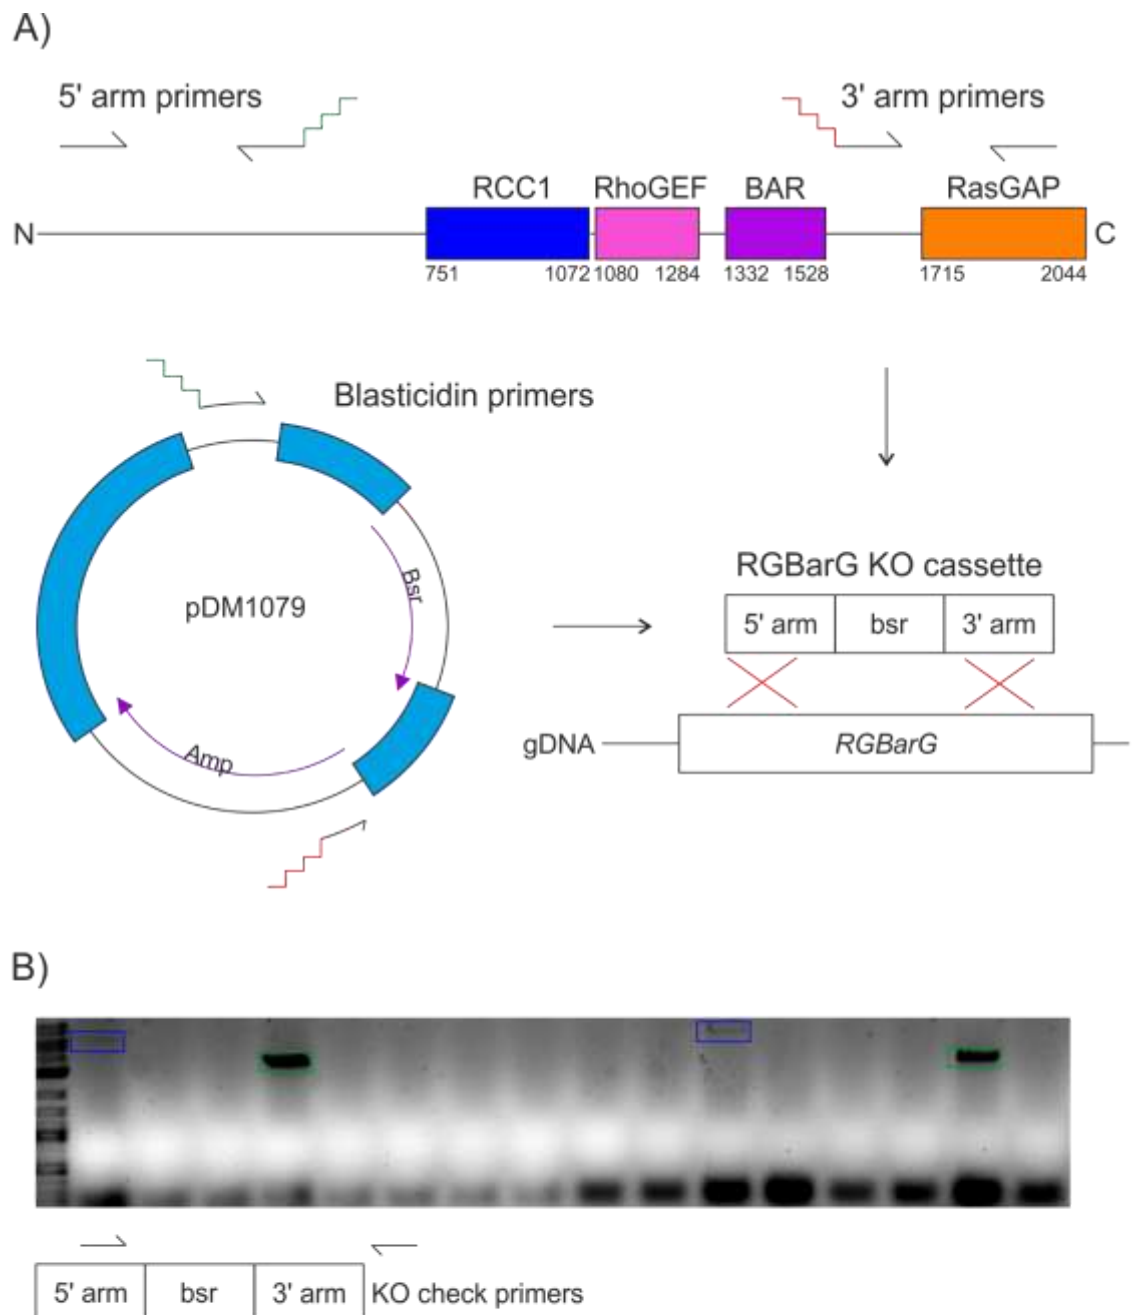 A)
5' arm primers
3' arm primers
RCC1
RhoGEF
BAR
RasGAP
N
C
751
1072
1080
1284
1332
1528
1715
2044
Blasticidin primers
pDM1079
Bsr
Amp
RGBarG KO cassette
5' arm
bsr
3' arm
gDNA
RGBarG
B)
5' arm
bsr
3' arm
KO check primers